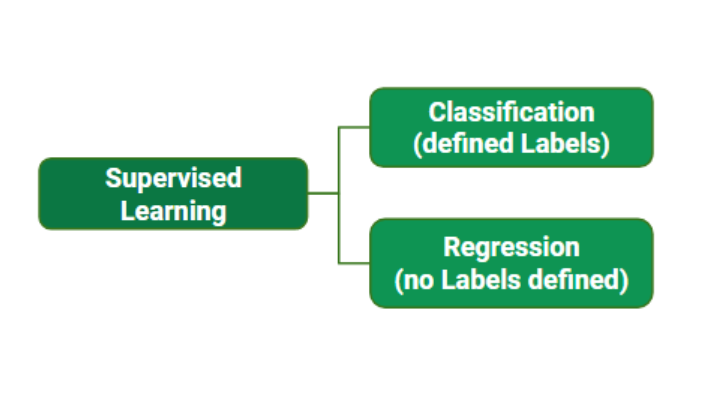 Supervised
Learning
Classification
(defined Labels)
Regression
(no Labels defined)